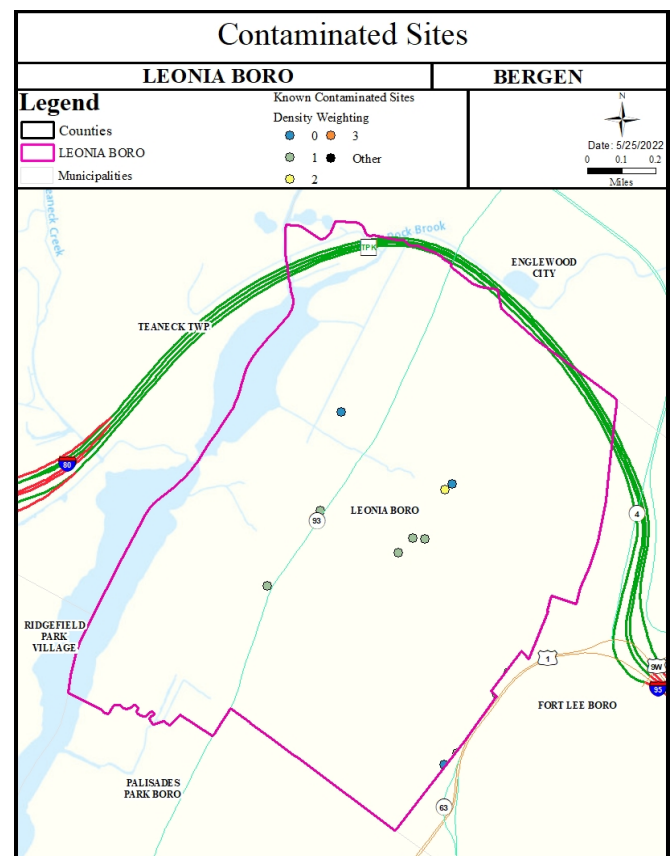 Contaminated Sites
LEONIA BORO
BERGEN
Legend
Counties
LEONIA BORO
Municipalities
Known Contaminated Sites
Density Weighting
0
3
1
Other
2
N
Date: 5/25/2022
0 0.1 0.2
Miles
eaneck
Creek
TPK
ock Brook
ENGLEWOOD
CITY
TEANECK TWP
80
LEONIA BORO
93
4
RIDGEFIELD
PARK
VILLAGE
1
9W
95
FORT LEE BORO
PALISADES
PARK BORO
63